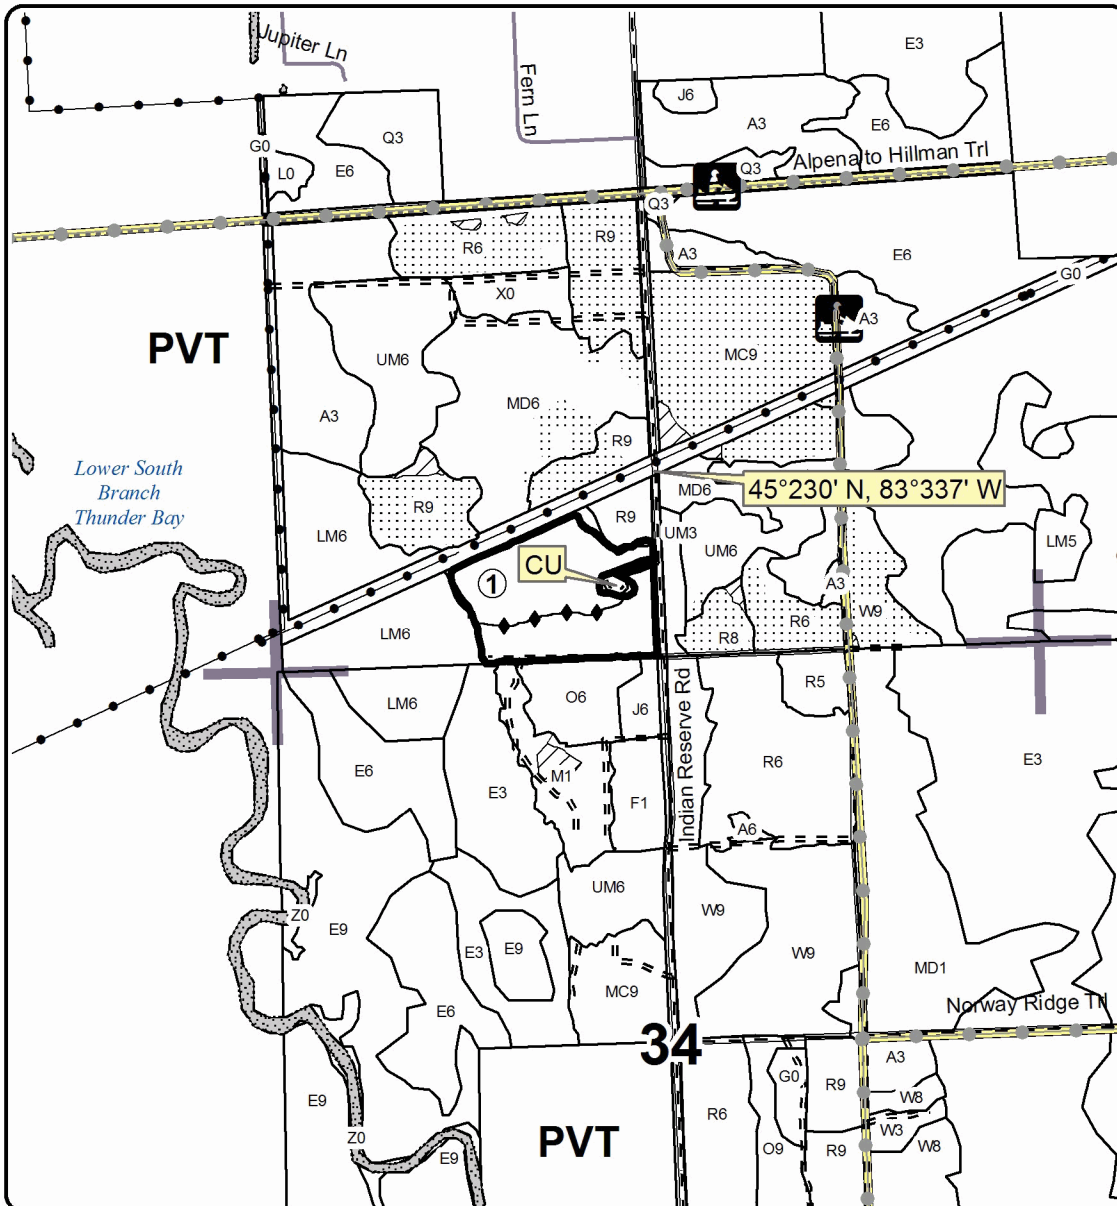 Jupiter Ln
Fern Ln
E3
J6
A3
E6
Q3
G0
L0
E6
Q3
Alpena to Hillman Trl
Q3
R6
R9
A3
E6
G0
X0
A3
PVT
UM6
MC9
A3
MD6
R9
Lower South
Branch
Thunder Bay
MD6
45°230' N, 83°337' W
R9
R9
LM6
UM3
UM6
LM5
CU
1
A3
LM6
R8
R6
W9
LM6
O6
J6
Indian Reserve Rd
R5
E6
E3
M1
F1
R6
E3
A6
UM6
Z0
E9
E3
E9
W9
W9
MD1
MC9
E6
Norway Ridge Trl
34
E9
G0
R9
A3
W8
Z0
E9
PVT
R6
O9
R9
W3
W8